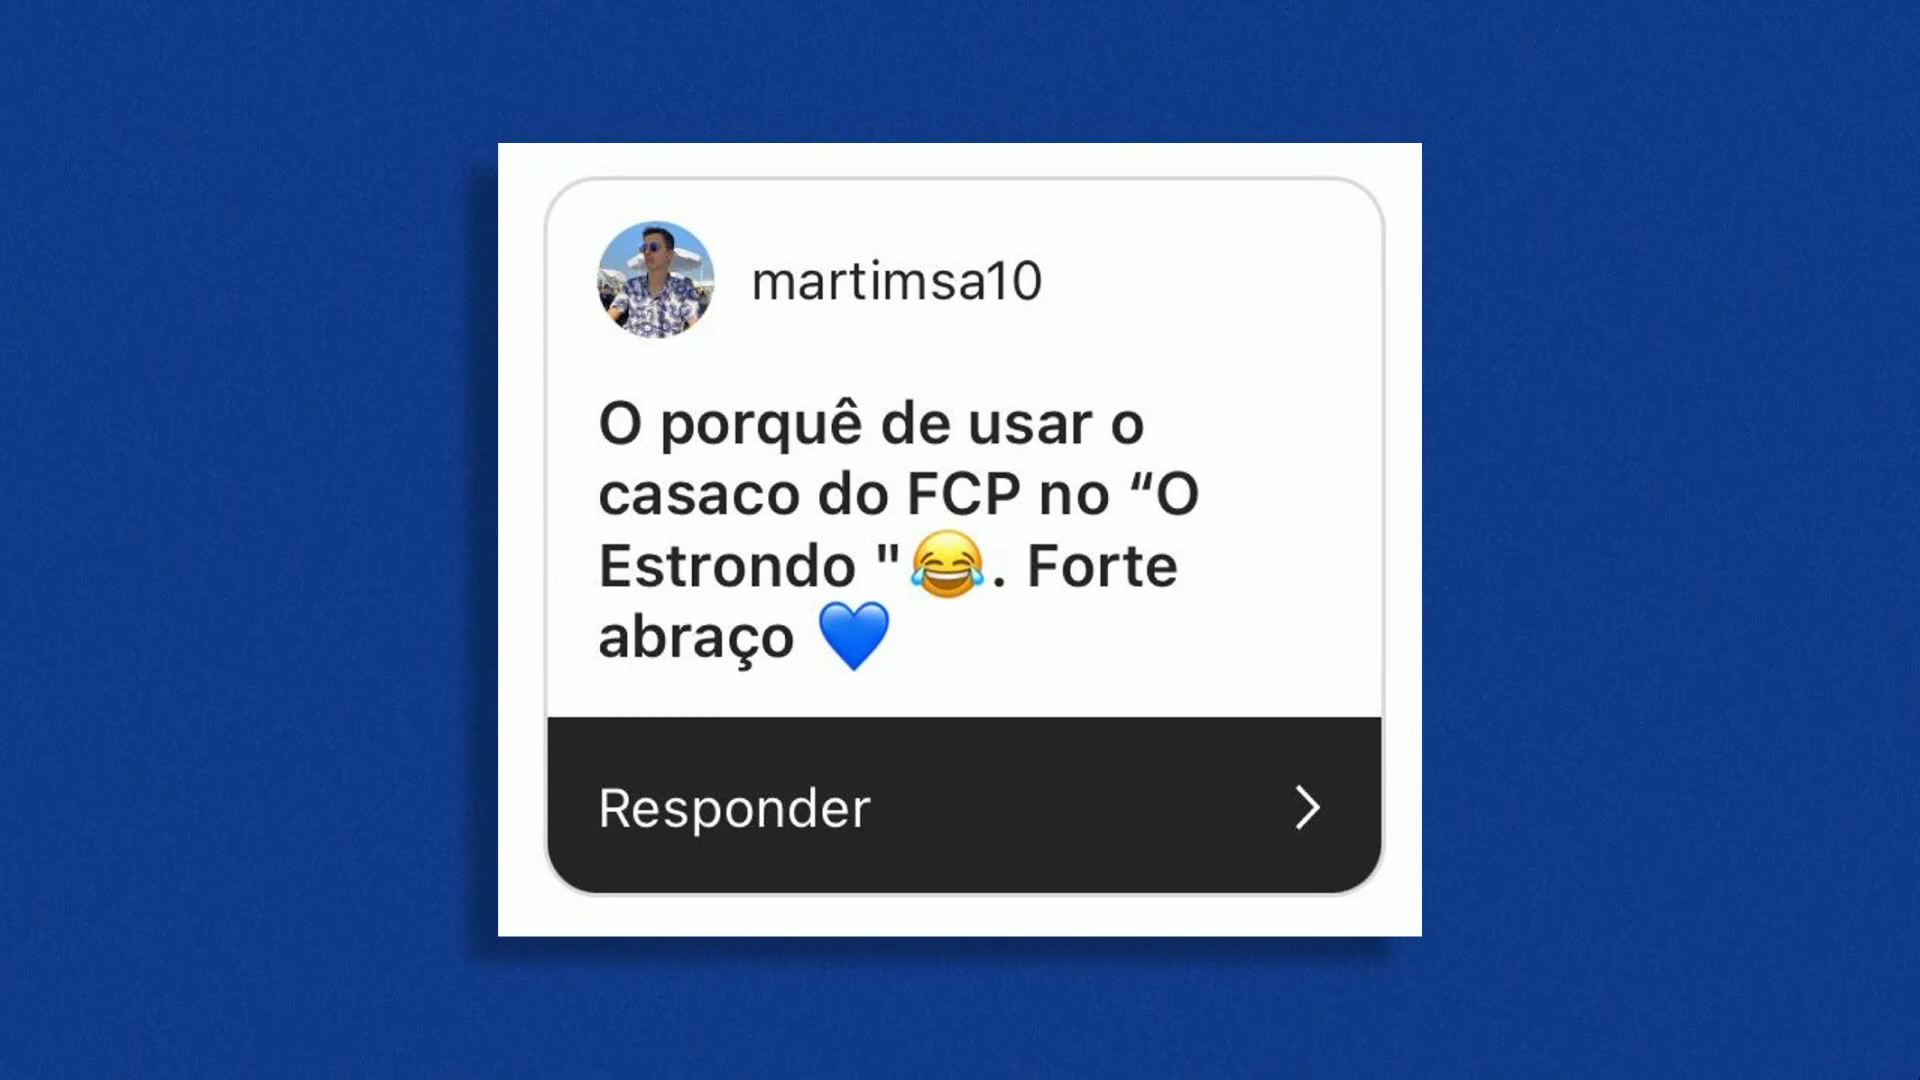 martimsa10
O porquê de usar o
casaco do FCP no “O
Estrondo "😂. Forte
abraço 💙
Responder